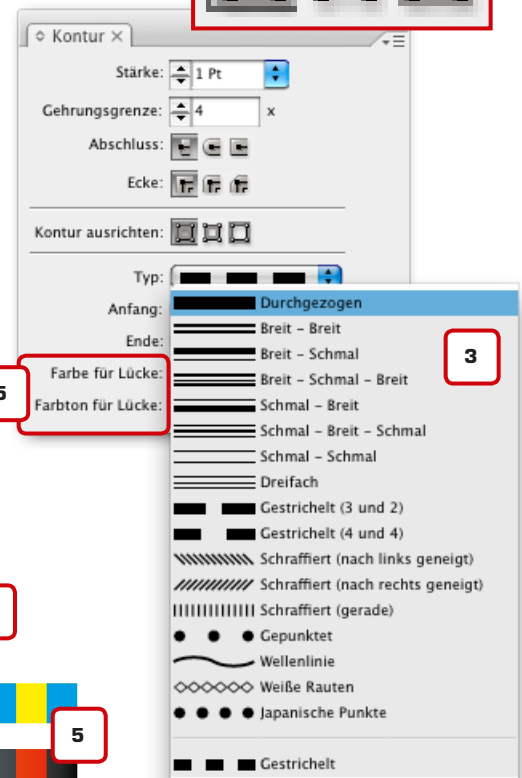 Kontur ×
Stärke: 1 Pt
Gehrungsgrenze: 4 x
Abschluss:
Ecke:
Kontur ausrichten:
Typ:
Anfang:
Ende:
Farbe für Lücke:
Farbton für Lücke:
Durchgezogen
Breit – Breit
Breit – Schmal
3
Breit – Schmal – Breit
Schmal – Breit
Schmal – Breit – Schmal
Schmal – Schmal
Dreifach
Gestrichelt (3 und 2)
Gestrichelt (4 und 4)
Schraffiert (nach links geneigt)
Schraffiert (nach rechts geneigt)
Schraffiert (gerade)
Gepunktet
Wellenlinie
Weiße Rauten
Japanische Punkte
Gestrichelt
5